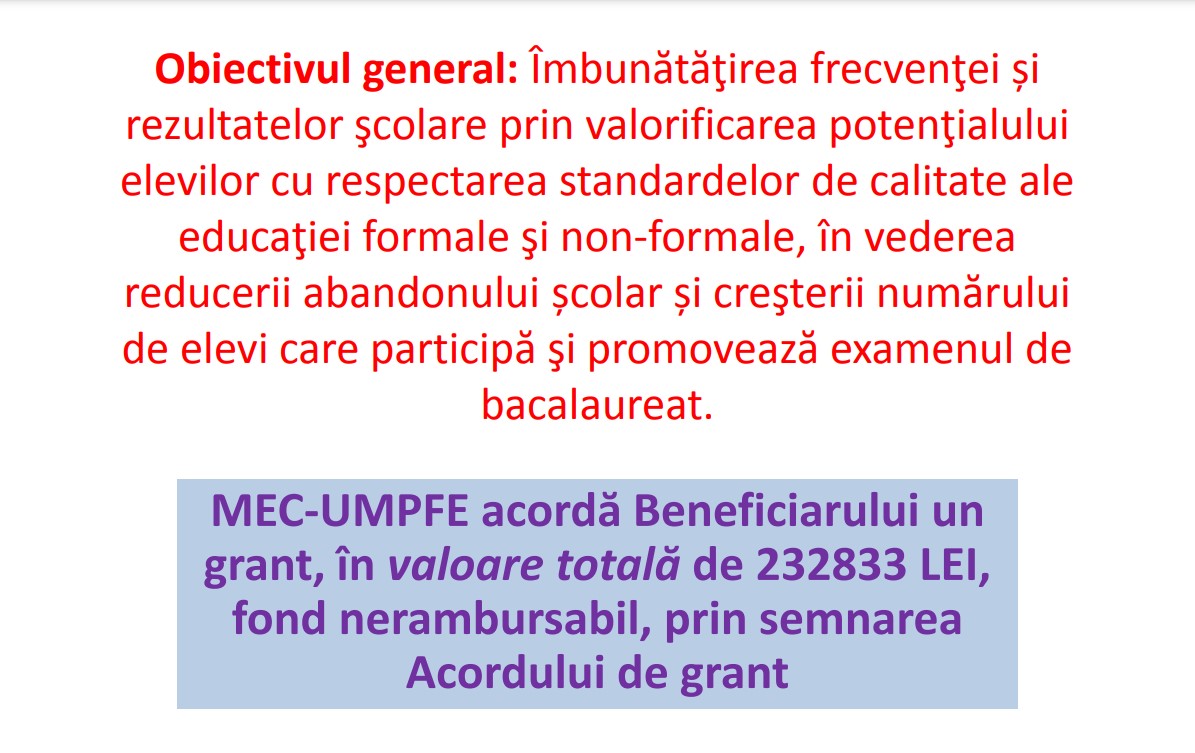 Obiectivul general: Îmbunătăţirea frecvenţei și
rezultatelor şcolare prin valorificarea potenţialului
elevilor cu respectarea standardelor de calitate ale
educaţiei formale şi non-formale, în vederea
reducerii abandonului școlar și creşterii numărului
de elevi care participă şi promovează examenul de
bacalaureat.
MEC-UMPFE acordă Beneficiarului un
grant, în valoare totală de 232833 LEI,
fond nerambursabil, prin semnarea
Acordului de grant